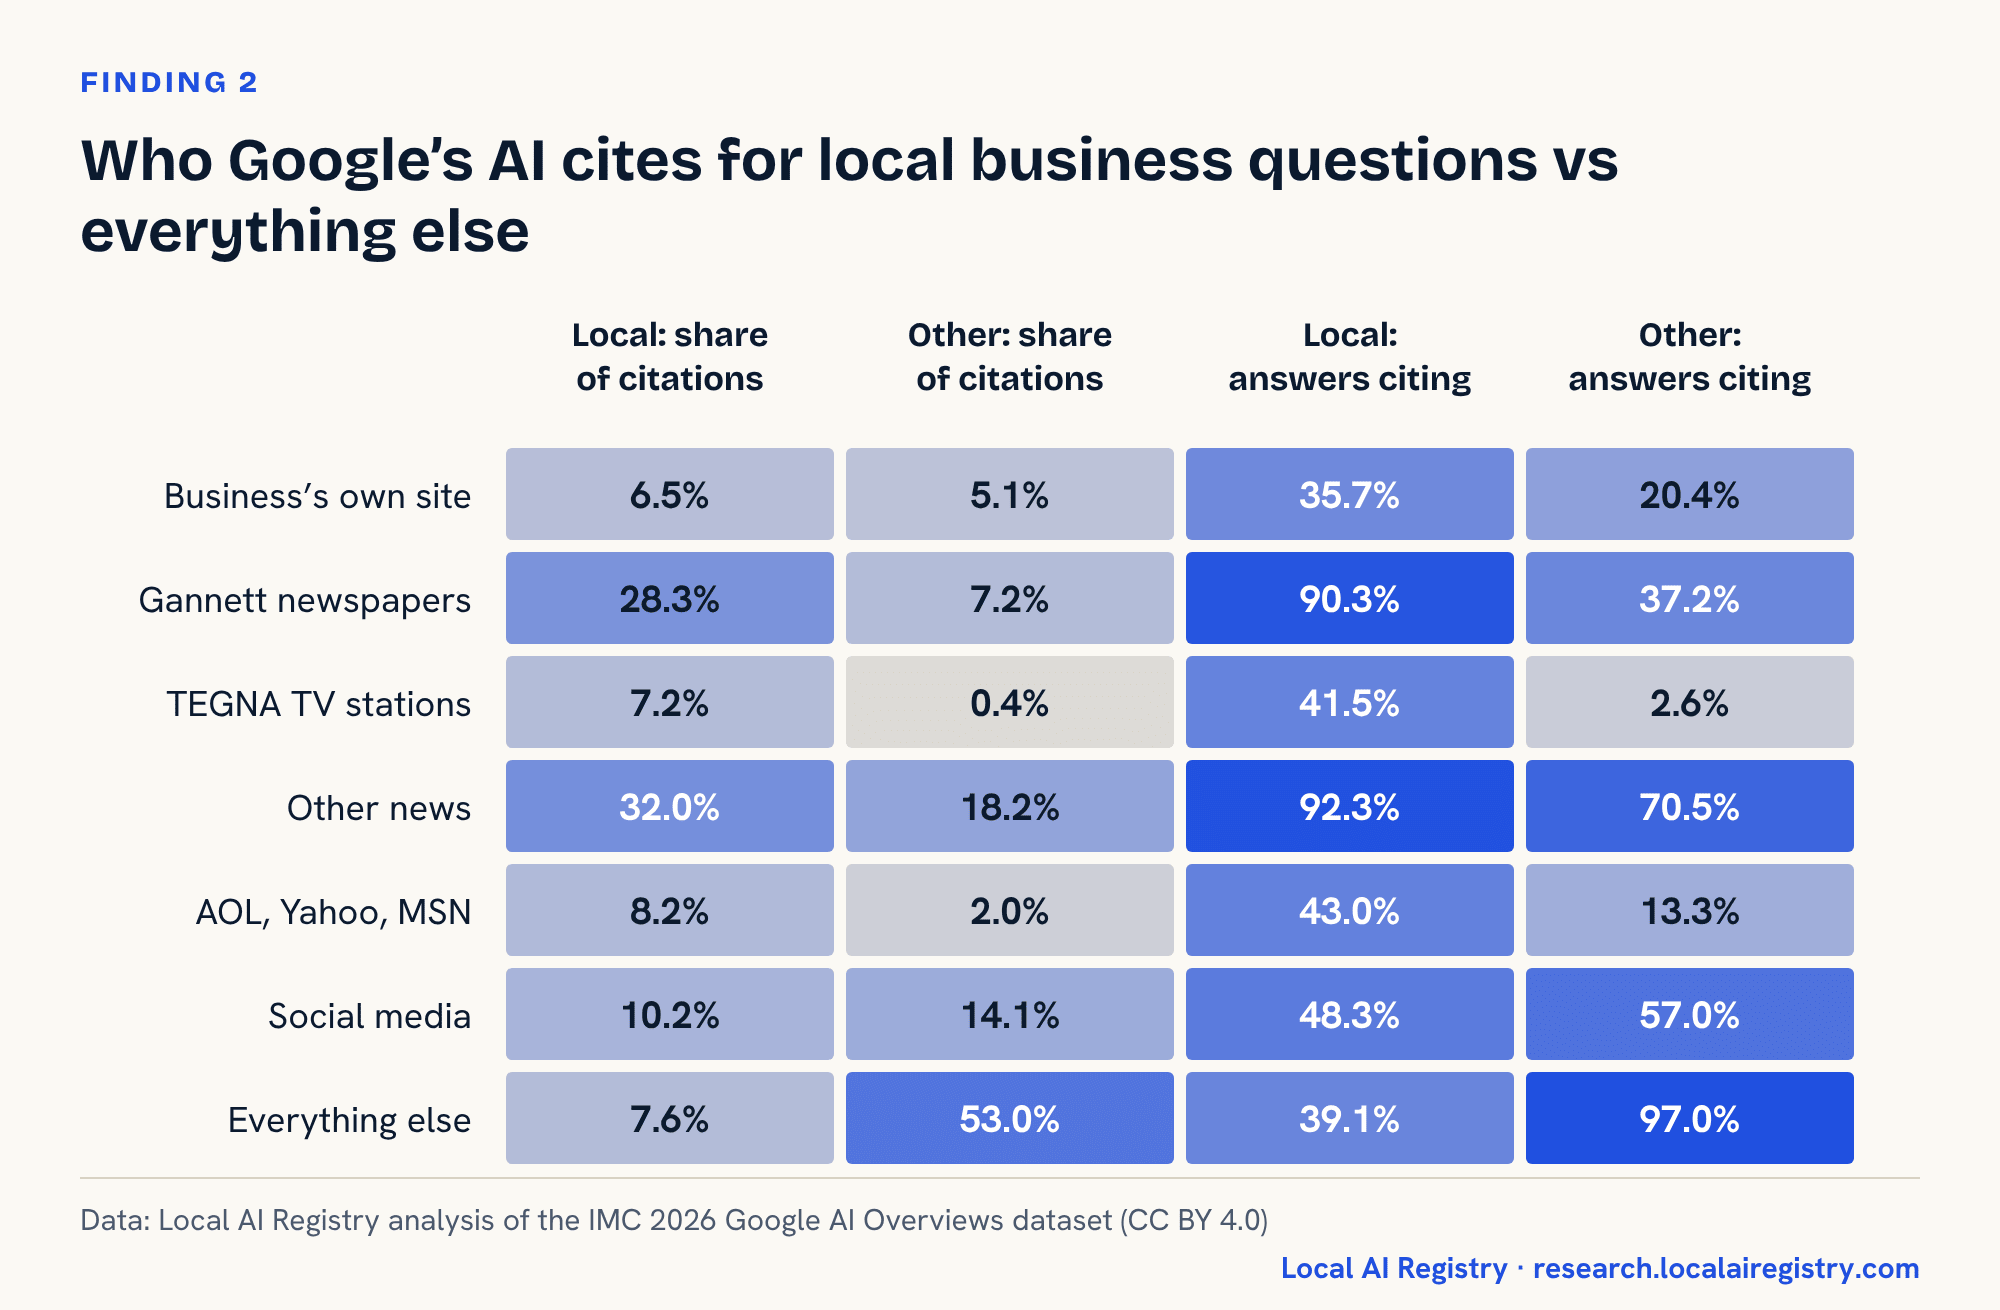 FINDING 2
Who Google’s AI cites for local business questions vs
everything else
Local: share
of citations
Other: share
of citations
Local:
answers citing
Other:
answers citing
Business’s own site 6.5% 5.1% 35.7% 20.4%
Gannett newspapers 28.3% 7.2% 90.3% 37.2%
TEGNA TV stations 7.2% 0.4% 41.5% 2.6%
Other news 32.0% 18.2% 92.3% 70.5%
AOL, Yahoo, MSN 8.2% 2.0% 43.0% 13.3%
Social media 10.2% 14.1% 48.3% 57.0%
Everything else 7.6% 53.0% 39.1% 97.0%
Data: Local AI Registry analysis of the IMC 2026 Google AI Overviews dataset (CC BY 4.0)
Local AI Registry · research.localairegistry.com